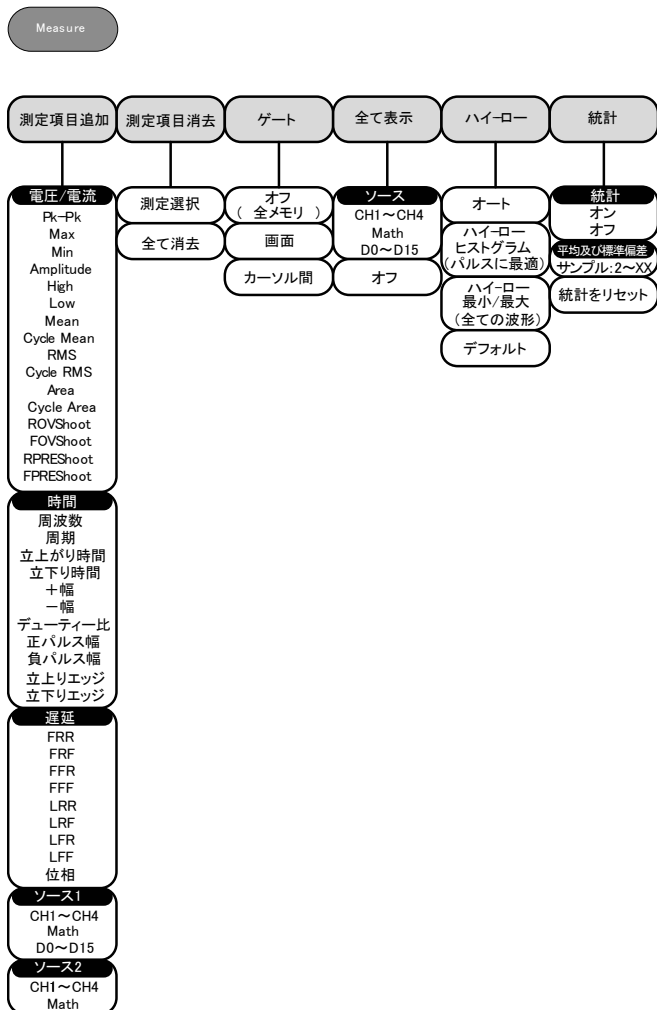 Measure
測定項目追加
測定項目消去
ゲート
全て表示
ハイ-ロー
統計
電圧/電流
Pk-Pk
Max
Min
Amplitude
High
Low
Mean
Cycle Mean
RMS
Cycle RMS
Area
Cycle Area
ROVShoot
FOVShoot
RPREShoot
FPREShoot
時間
周波数
周期
立上がり時間
立下り時間
＋幅
－幅
デューティー比
正パルス幅
負パルス幅
立上りエッジ
立下りエッジ
遅延
FRR
FRF
FFR
FFF
LRR
LRF
LFR
LFF
位相
ソース1
CH1～CH4
Math
D0～D15
ソース2
CH1～CH4
Math
測定選択
全て消去
オフ
( 全メモリ )
画面
カーソル間
ソース
CH1～CH4
Math
D0～D15
オフ
オート
ハイ-ロー
ヒストグラム
(パルスに最適)
ハイ-ロー
最小/最大
(全ての波形)
デフォルト
統計
オン
オフ
平均及び標準偏差
サンプル:2～XX
統計をリセット